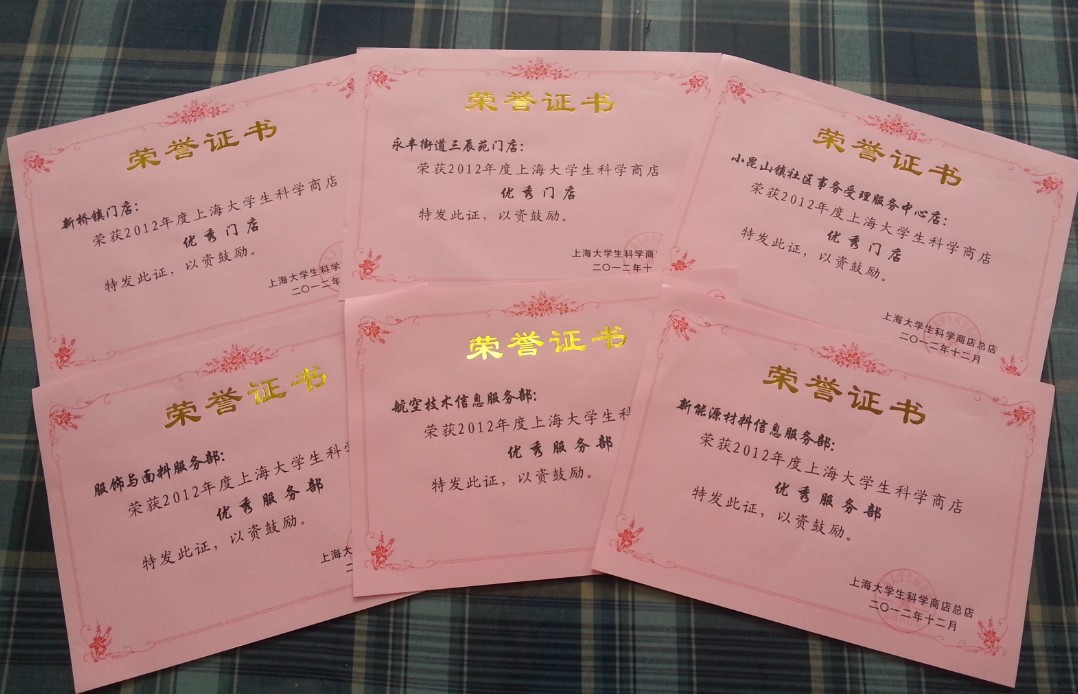 荣誉证书
新桥镇门店：
荣获2012年度上海大学生科学商店
优秀门店
特发此证，以资鼓励。
上海大学生科学
二〇一二年
荣誉证书
永丰街道三辰苑门店：
荣获2012年度上海大学生科学商店
优秀门店
特发此证，以资鼓励。
上海大学生科学商
二〇一二年十
荣誉证书
小昆山镇社区事务受理服务中心店：
荣获2012年度上海大学生科学商店
优秀门店
特发此证，以资鼓励。
上海大学生科学商店总店
二〇一二年十二月
荣誉证书
服饰与面料服务部：
荣获2012年度上海大学生科学
优秀服务部
特发此证，以资鼓励。
上海大
二
荣誉证书
航空技术信息服务部：
荣获2012年度上海大学生科
优秀服务部
特发此证，以资鼓励。
荣誉证书
新能源材料信息服务部：
荣获2012年度上海大学生科学商店
优秀服务部
特发此证，以资鼓励。
上海大学生科学商店总店
二〇一二年十二月